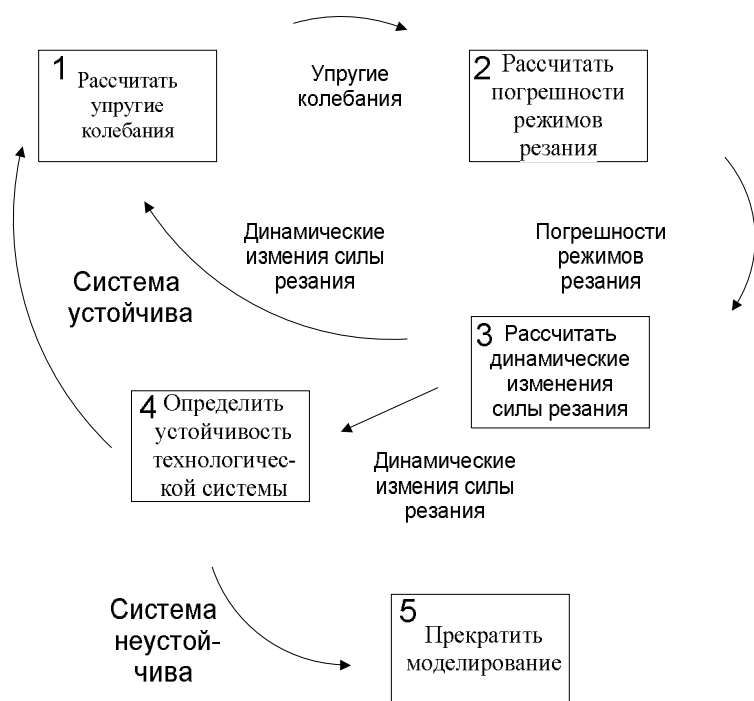 1 Рассчитать
упругие
колебания
Упругие
колебания
2 Рассчитать
погрешности
режимов
резания
Динамические
измения силы
резания
Погрешности
режимов
резания
Система
устойчива
3 Рассчитать
динамические
изменения
силы резания
4 Определить
устойчивость
технологичес-
кой системы
Динамические
измения силы
резания
Система
неустой-
чива
5 Прекратить
моделирование